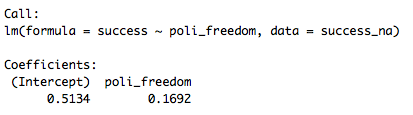 Call:
lm(formula = success ~ poli_freedom, data = success_na)
Coefficients:
(Intercept)  poli_freedom
0.5134        0.1692